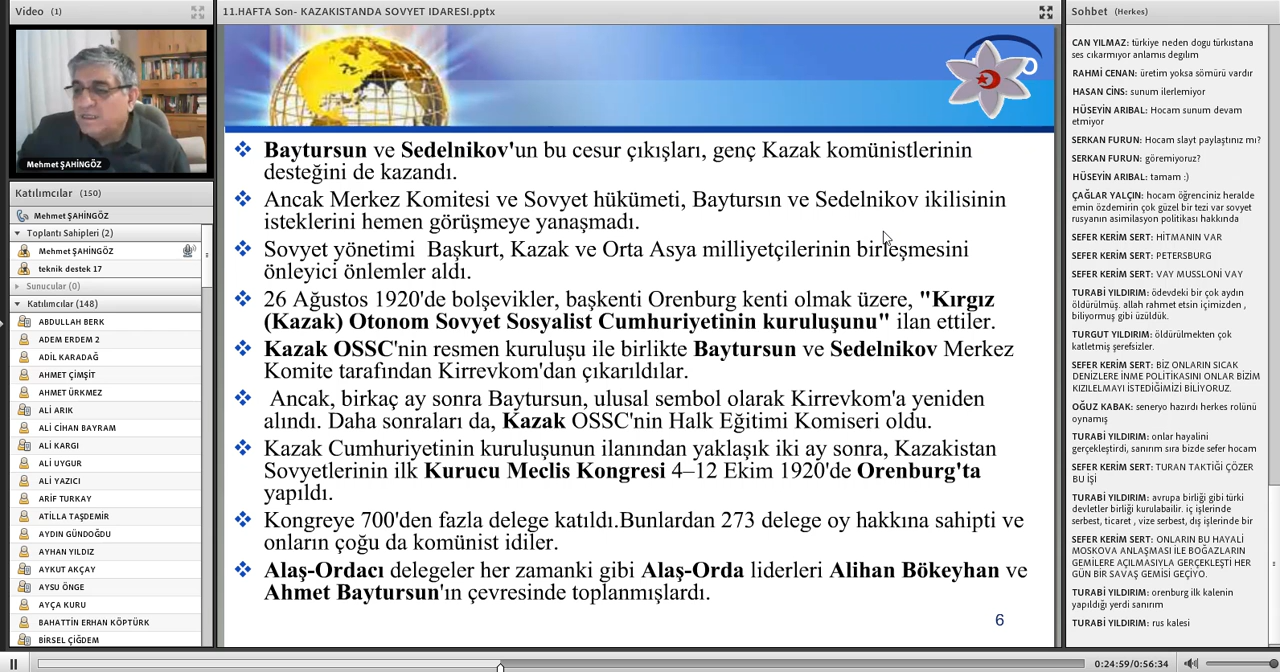 Video (1)
Mehmet ŞAHİNGÖZ
Katılımcılar (150)
Mehmet ŞAHİNGÖZ
Toplantı Sahipleri (2)
Mehmet ŞAHİNGÖZ
teknik destek 17
Sunucular (0)
Katılımcılar (148)
ABDULLAH BERK
ADEM ERDEM 2
ADİL KARADAĞ
AHMET ÇİMŞİT
AHMET ÜRKMEZ
ALİ ARIK
ALİ CİHAN BAYRAM
ALİ KARGI
ALİ UYGUR
ALİ YAZICI
ARİF TURKAY
ATİLLA TAŞDEMİR
AYDIN GÜNDOĞDU
AYHAN YILDIZ
AYKUT AKÇAY
AYSU ÖNGE
AYÇA KURU
BAHATTİN ERHAN KÖPTÜRK
BİRSEL ÇİĞDEM
11.HAFTA Son- KAZAKISTANDA SOVYET IDARESI.pptx
Baytursun ve Sedelnikov'un bu cesur çıkışları, genç Kazak komünistlerinin
desteğini de kazandı.
Ancak Merkez Komitesi ve Sovyet hükümeti, Baytursın ve Sedelnikov ikilisinin
isteklerini hemen görüşmeye yanaşmadı.
Sovyet yönetimi Başkurt, Kazak ve Orta Asya milliyetçilerinin birleşmesini
önleyici önlemler aldı.
26 Ağustos 1920'de bolşevikler, başkenti Orenburg kenti olmak üzere, "Kırgız
(Kazak) Otonom Sovyet Sosyalist Cumhuriyetinin kuruluşunu" ilan ettiler.
Kazak OSSC'nin resmen kuruluşu ile birlikte Baytursun ve Sedelnikov Merkez
Komite tarafından Kirrevkom'dan çıkarıldılar.
Ancak, birkaç ay sonra Baytursun, ulusal sembol olarak Kirrevkom'a yeniden
alındı. Daha sonraları da, Kazak OSSC'nin Halk Eğitimi Komiseri oldu.
Kazak Cumhuriyetinin kuruluşunun ilanından yaklaşık iki ay sonra, Kazakistan
Sovyetlerinin ilk Kurucu Meclis Kongresi 4–12 Ekim 1920'de Orenburg'ta
yapıldı.
Kongreye 700'den fazla delege katıldı.Bunlardan 273 delege oy hakkına sahipti ve
onların çoğu da komünist idiler.
Alaş-Ordacı delegeler her zamanki gibi Alaş-Orda liderleri Alihan Bökeyhan ve
Ahmet Baytursun'ın çevresinde toplanmışlardı.
6
Sohbet (Herkes)
CAN YILMAZ: türkiye neden dogu türkıstana
ses cıkarmıyor anlamıs degılım
RAHMİ CENAN: üretim yoksa sömürü vardır
HASAN CİNS: sunum ilerlemiyor
HÜSEYİN ARIBAL: Hocam sunum devam
etmiyor
SERKAN FURUN: Hocam slayt paylaştınız mı?
SERKAN FURUN: göremiyoruz?
HÜSEYİN ARIBAL: tamam :)
ÇAĞLAR YALÇIN: hocam öğrenciniz heralde
emin özdemirin çok güzel bir tezi var sovyet
rusyanın asimilasyon politikası hakkında
SEFER KERİM SERT: HİTMANIN VAR
SEFER KERİM SERT: PETERSBURG
SEFER KERİM SERT: VAY MUSSLONİ VAY
TURABİ YILDIRIM: ödevdeki bir çok aydın
öldürülmüş. allah rahmet etsin içimizden ,
biliyormuş gibi üzüldük.
TURGUT YILDIRIM: öldürülmekten çok
katletmiş şerefsizler.
SEFER KERİM SERT: BİZ ONLARIN SICAK
DENİZLERE İNME POLİTİKASINI ONLAR BİZİM
KIZILELMAYI İSTEDİĞİMİZİ BİLİYORUZ.
OĞUZ KABAK: seneryo hazırdı herkes rolünü
oynamış
TURABİ YILDIRIM: onlar hayalini
gerçekleştirdi, sanırım sıra bizde sefer hocam
SEFER KERİM SERT: TURAN TAKTİĞİ ÇÖZER
BU İŞİ
TURABİ YILDIRIM: avrupa birliği gibi türki
devletler birliği kurulabailir. iç işlerinde
serbest, ticaret , vize serbest, dış işlerinde bir
SEFER KERİM SERT: ONLARIN BU HAYALİ
MOSKOVA ANLAŞMASI İLE BOĞAZLARIN
GEMİLERE AÇILMASIYLA GERÇEKLEŞTİ HER
GÜN BİR SAVAŞ GEMİSİ GEÇİYO.
TURABİ YILDIRIM: orenburg ilk kalenin
yapıldığı yerdi sanırım
TURABİ YILDIRIM: rus kalesi
0:24:59/0:56:34